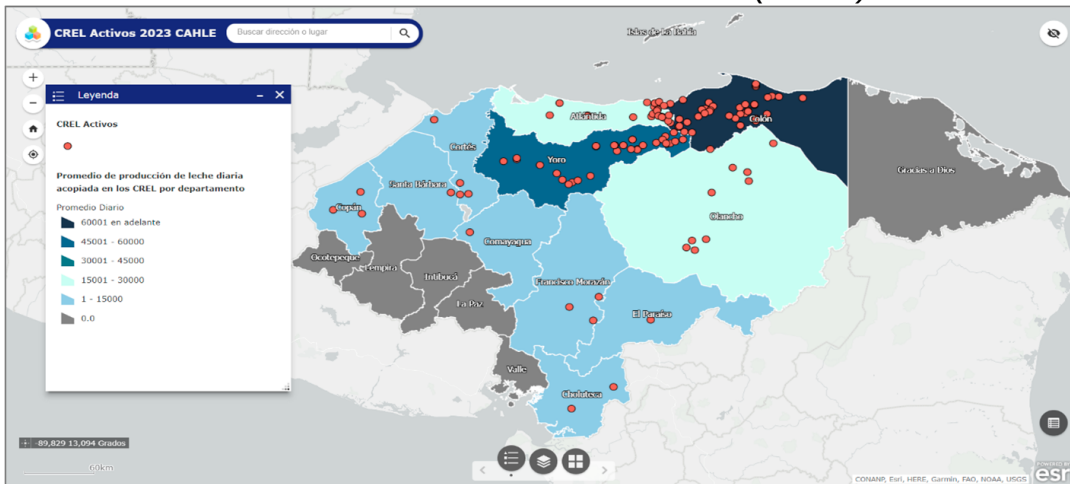 CREL Activos 2023 CAHLE
Buscar dirección o lugar
Islas de La Bahía
Leyenda
CREL Activos
Promedio de producción de leche diaria
acopiada en los CREL por departamento
Promedio Diario
60001 en adelante
45001 - 60000
30001 - 45000
15001 - 30000
1 - 15000
0.0
Atlántida
Colón
Cortés
Yoro
Gracias a Dios
Santa Bárbara
Copán
Olancho
Comayagua
Ocotepeque
Lempira
Intibucá
Francisco Morazán
La Paz
El Paraíso
Valle
Choluteca
-89,829 13,094 Grados
60km
CONANP, Esri, HERE, Garmin, FAO, NOAA, USGS
POWERED BY
esri